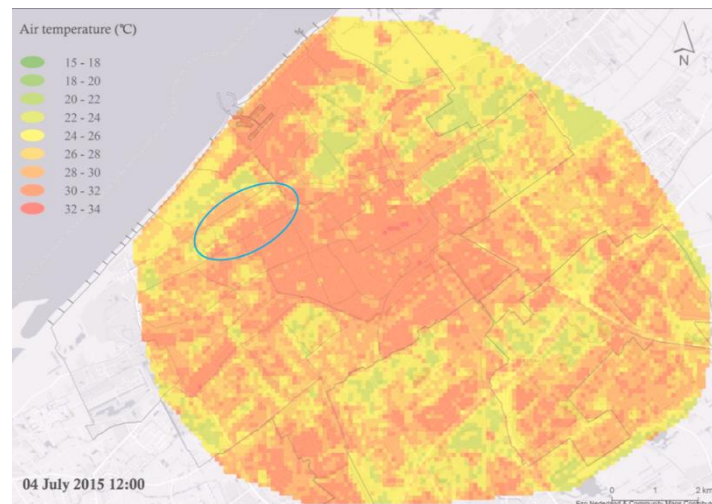 Air temperature (°C)
N
15 - 18
18 - 20
20 - 22
22 - 24
24 - 26
26 - 28
28 - 30
30 - 32
32 - 34
04 July 2015 12:00
0 1 2 km